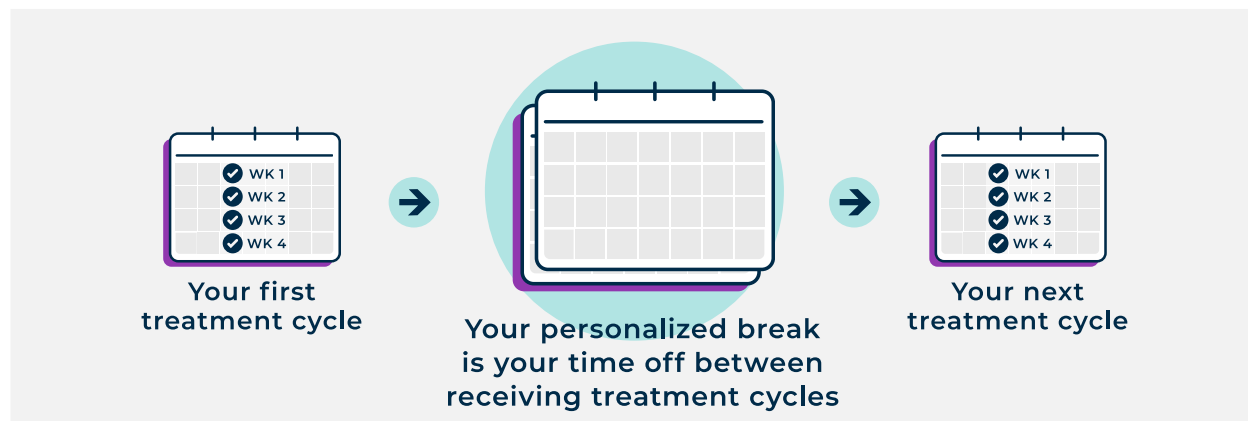 WK 1
WK 2
WK 3
WK 4
Your first
treatment cycle
Your personalized break
is your time off between
receiving treatment cycles
WK 1
WK 2
WK 3
WK 4
Your next
treatment cycle